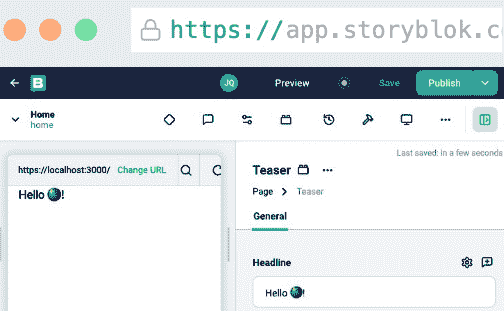 https://app.storyblok.c
B
JQ Preview Save Publish
Home
home
Last saved: in a few seconds
https://localhost:3000/ Change URL
Hello 🌍!
Teaser
Page > Teaser
General
Headline
Hello 🌍!